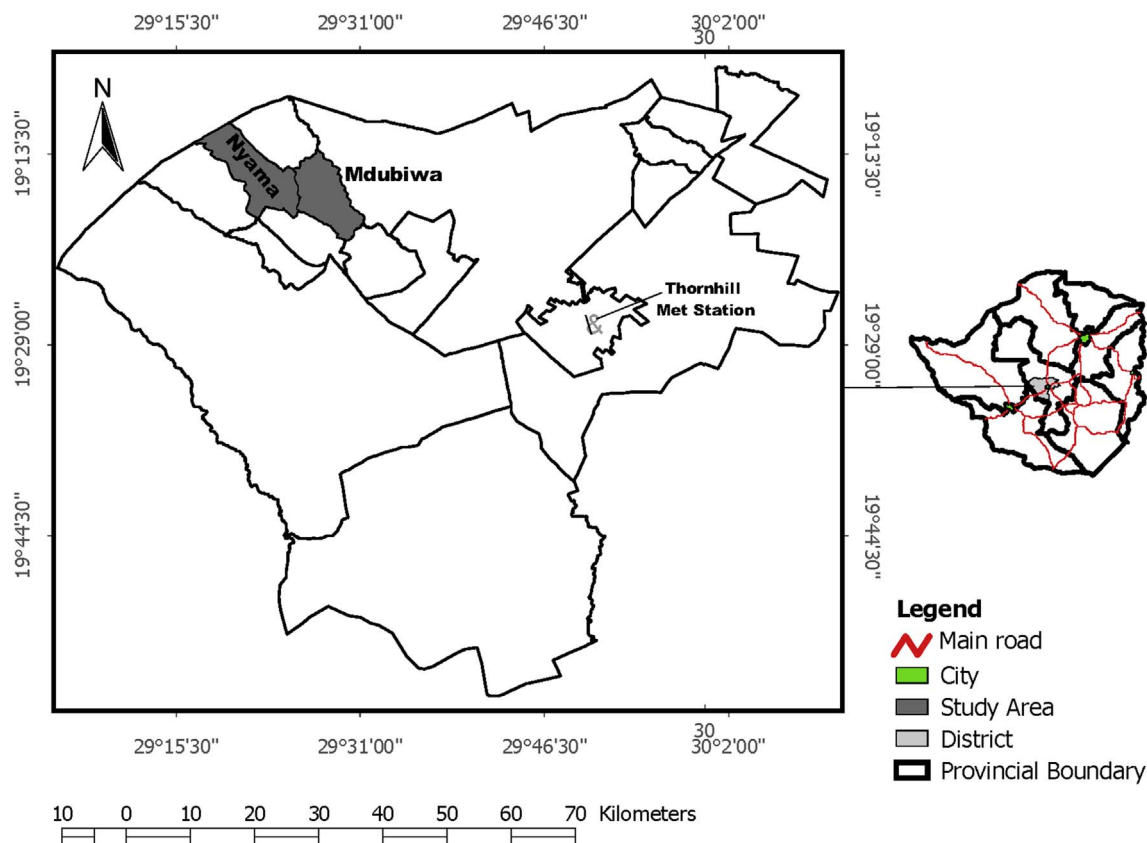 29°15'30" 29°31'00" 29°46'30" 30°2'00"
30
N
Nyama
Mdubiwa
Thornhill
Met Station
&
19°13'30"
19°29'00"
19°44'30"
19°13'30"
19°29'00"
19°44'30"
30
29°15'30" 29°31'00" 29°46'30" 30°2'00"
Legend
Main road
City
Study Area
District
Provincial Boundary
10 0 10 20 30 40 50 60 70 Kilometers